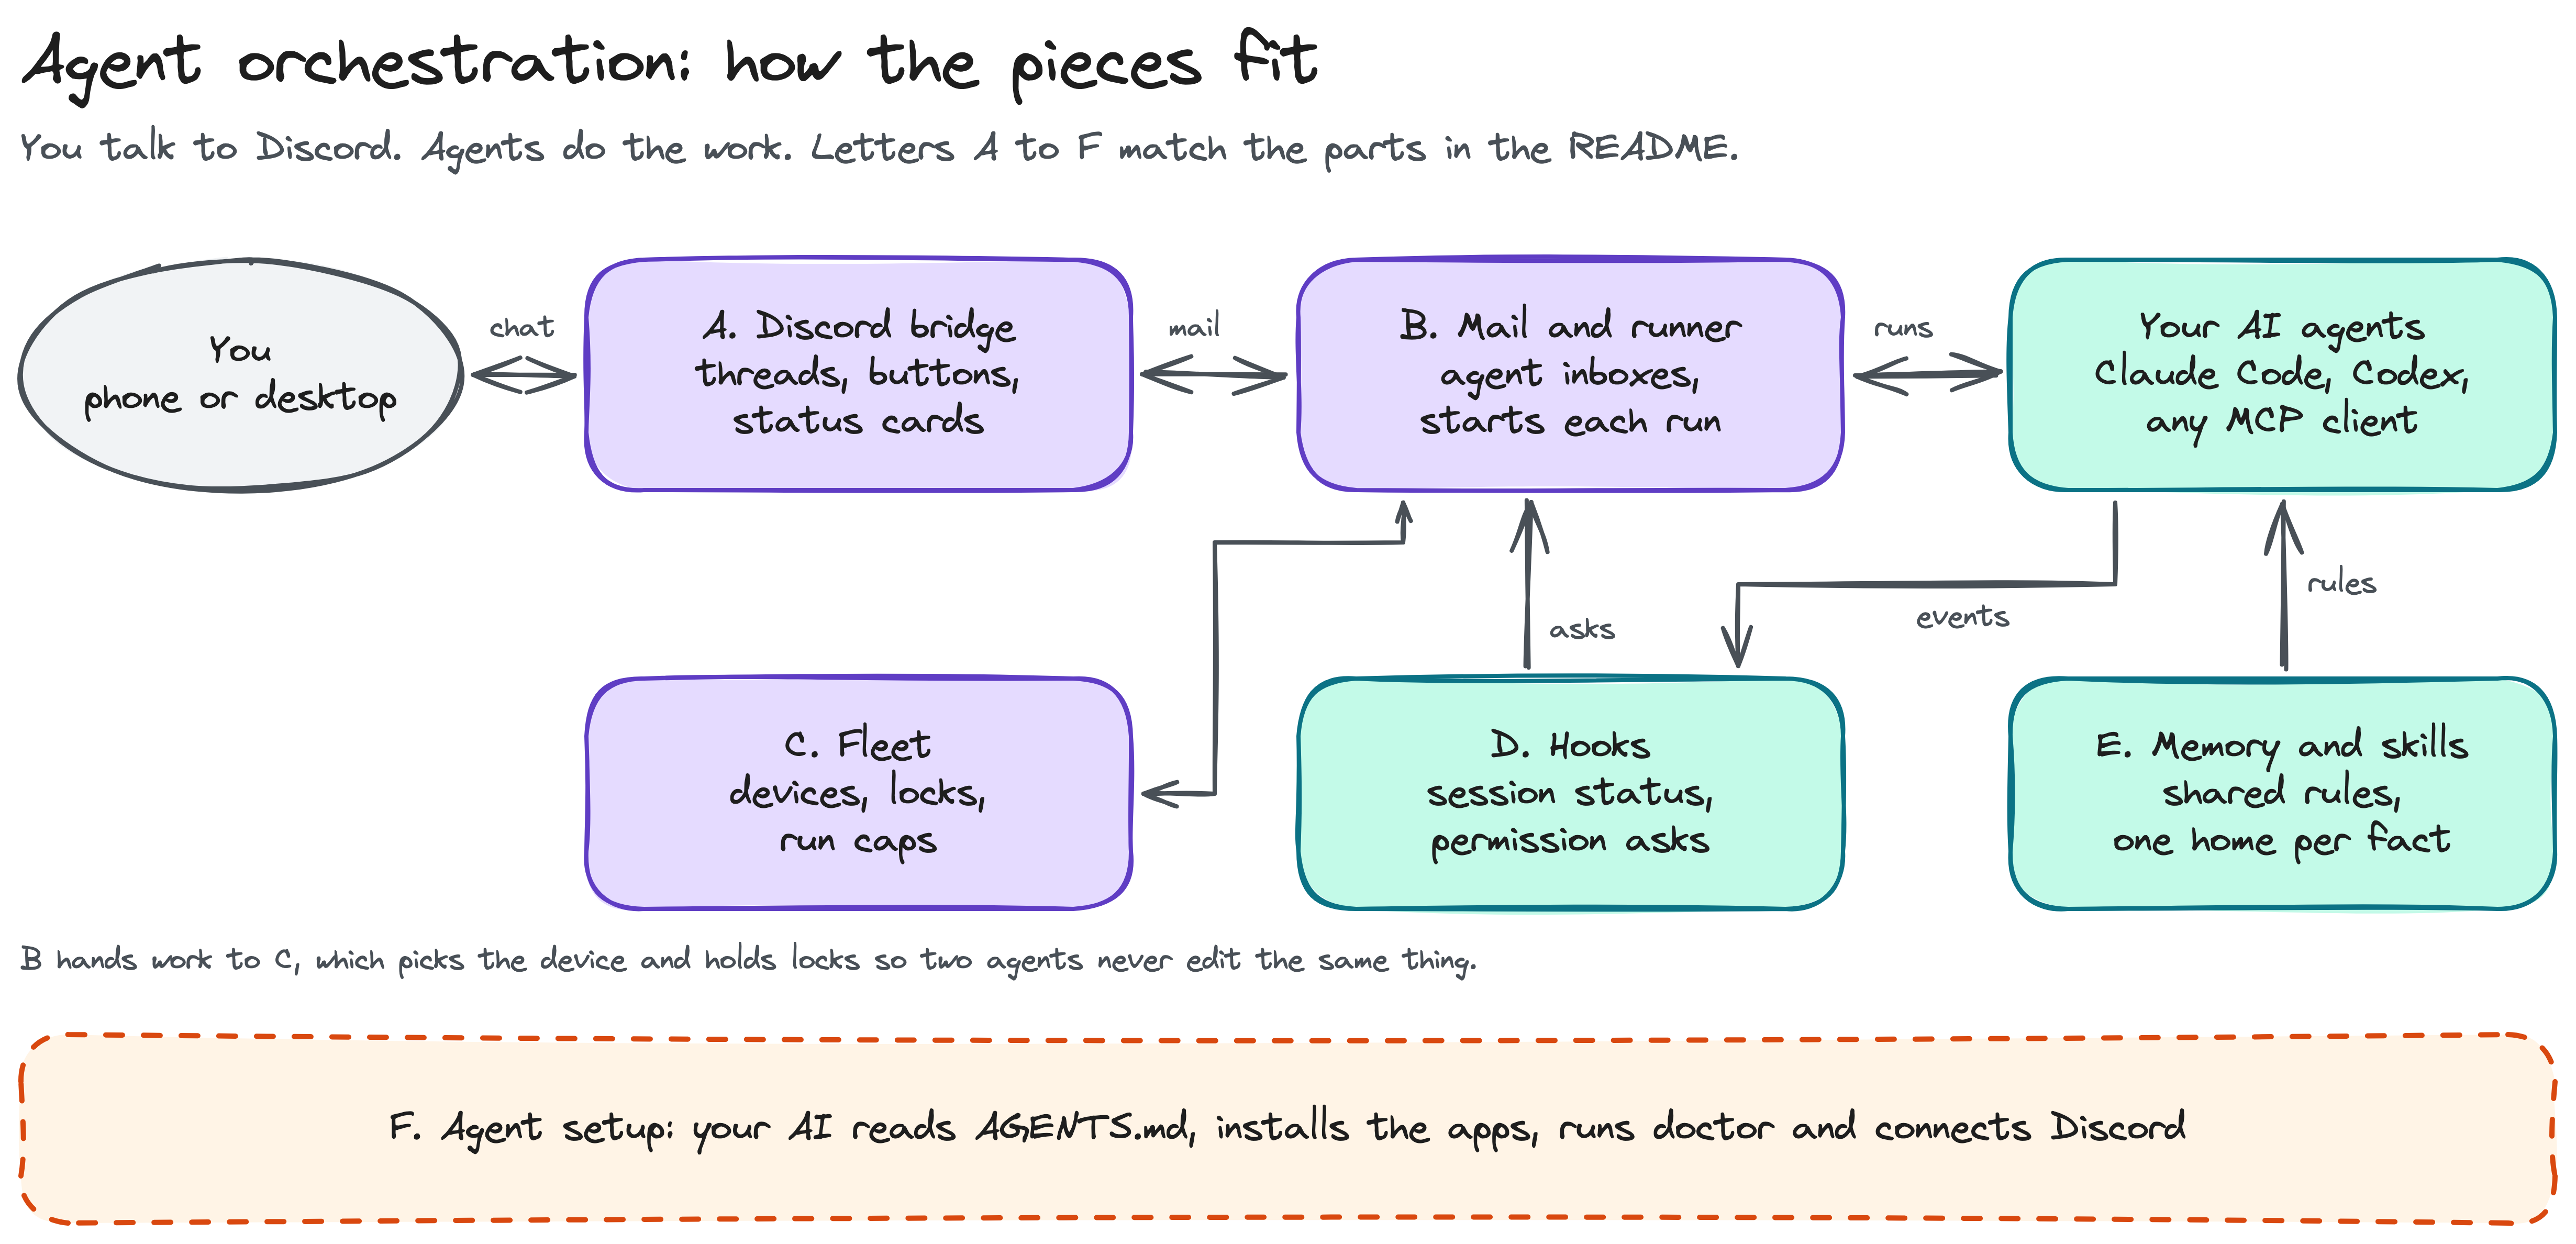 Agent orchestration: how the pieces fit
You talk to Discord. Agents do the work. Letters A to F match the parts in the README.
You
phone or desktop
chat
A. Discord bridge
threads, buttons,
status cards
mail
B. Mail and runner
agent inboxes,
starts each run
runs
Your AI agents
Claude Code, Codex,
any MCP client
asks
events
rules
C. Fleet
devices, locks,
run caps
D. Hooks
session status,
permission asks
E. Memory and skills
shared rules,
one home per fact
B hands work to C, which picks the device and holds locks so two agents never edit the same thing.
F. Agent setup: your AI reads AGENTS.md, installs the apps, runs doctor and connects Discord